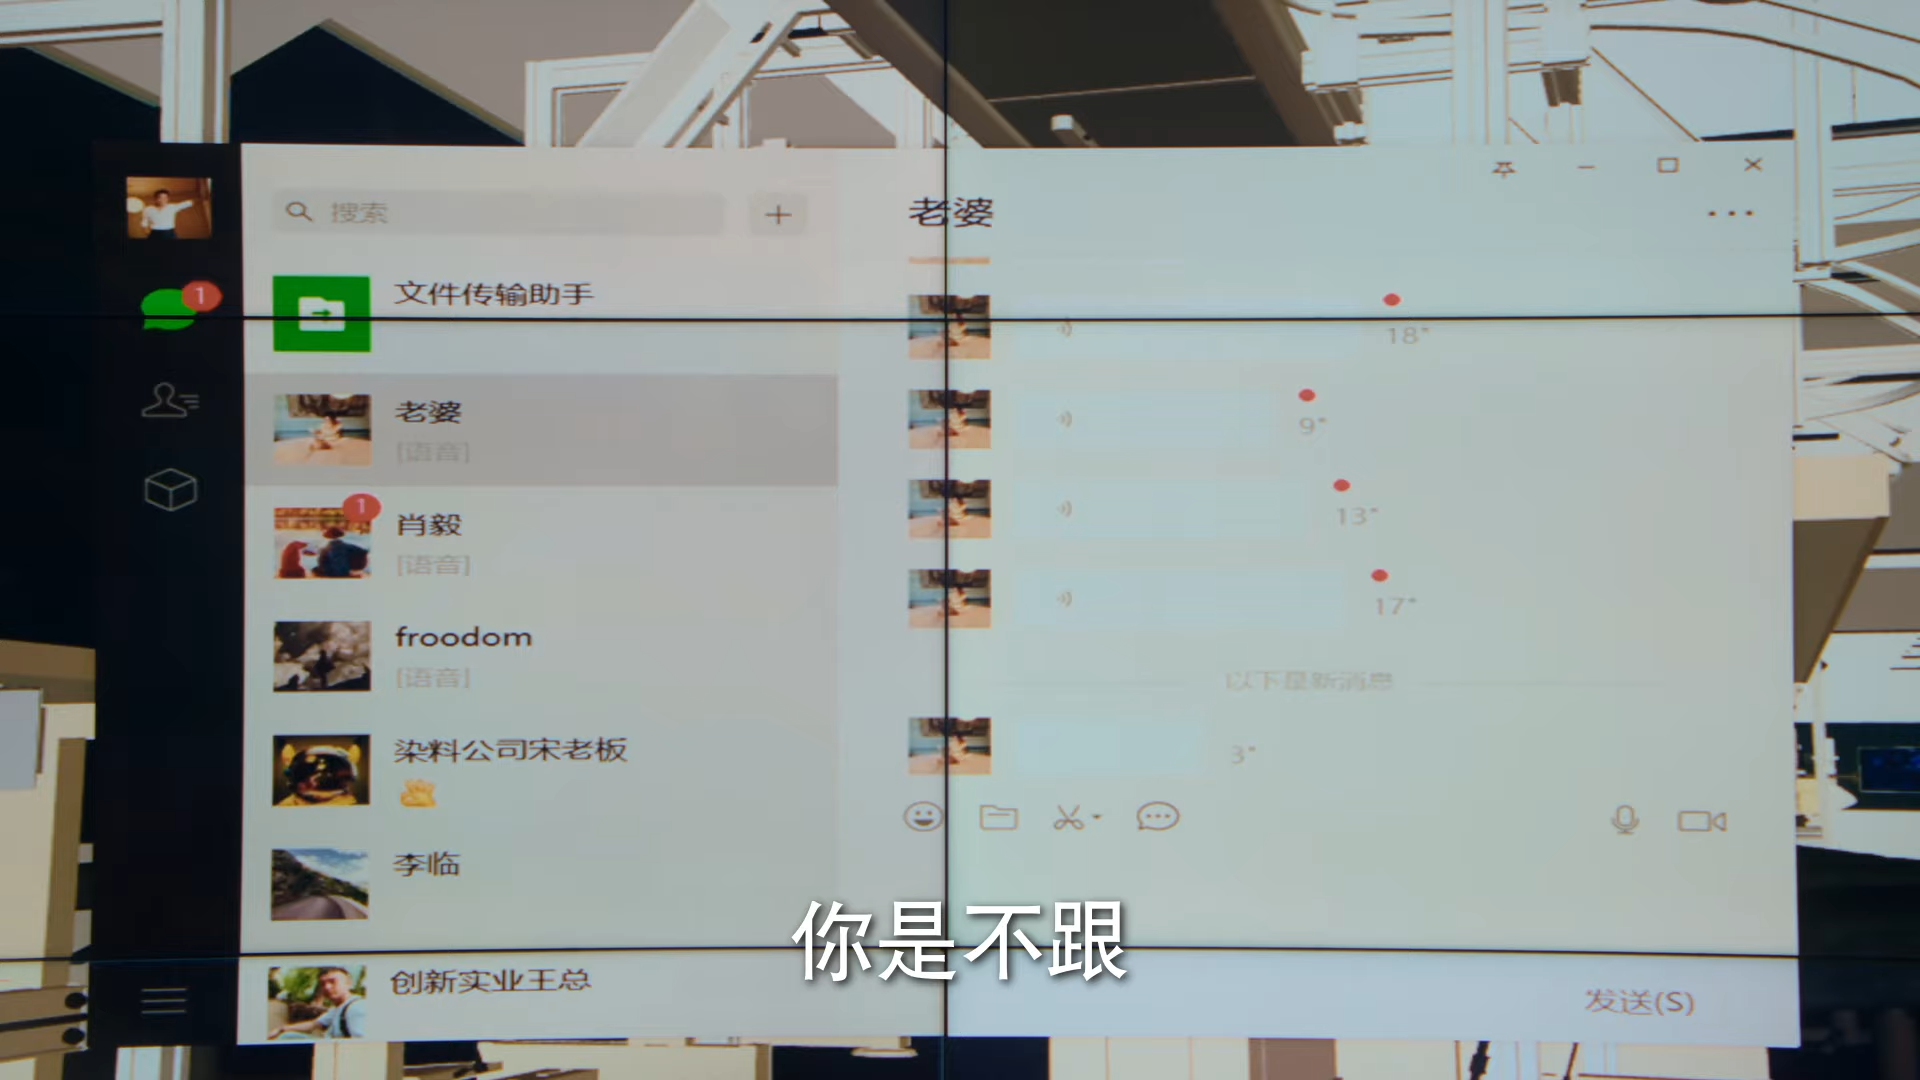 搜索
老婆
1
文件传输助手
18"
老婆
[语音]
9"
1
肖毅
[语音]
13"
froodom
[语音]
17"
以下是新消息
染料公司宋老板
3"
李临
你是不跟
创新实业王总
发送(S)